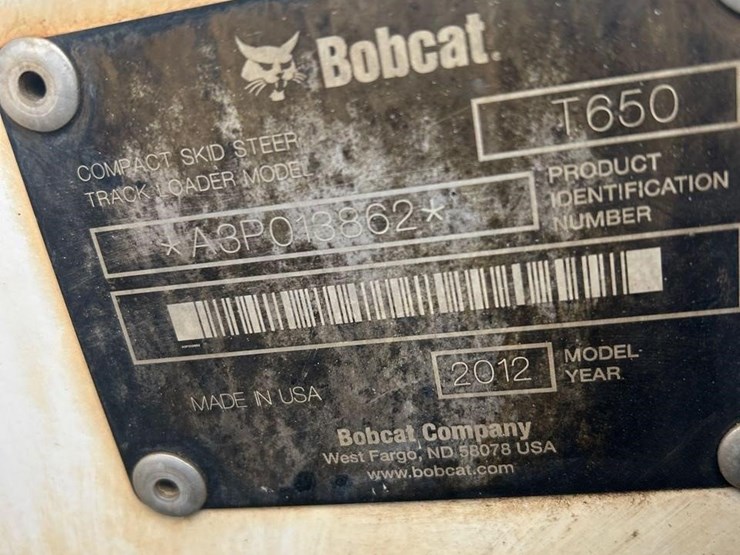 Bobcat.
T650
COMPACT SKID STEER
TRACK LOADER MODEL
PRODUCT
IDENTIFICATION
NUMBER
*A3P013862*
2012
MODEL
YEAR
MADE IN USA
Bobcat Company
West Fargo, ND 58078 USA
www.bobcat.com